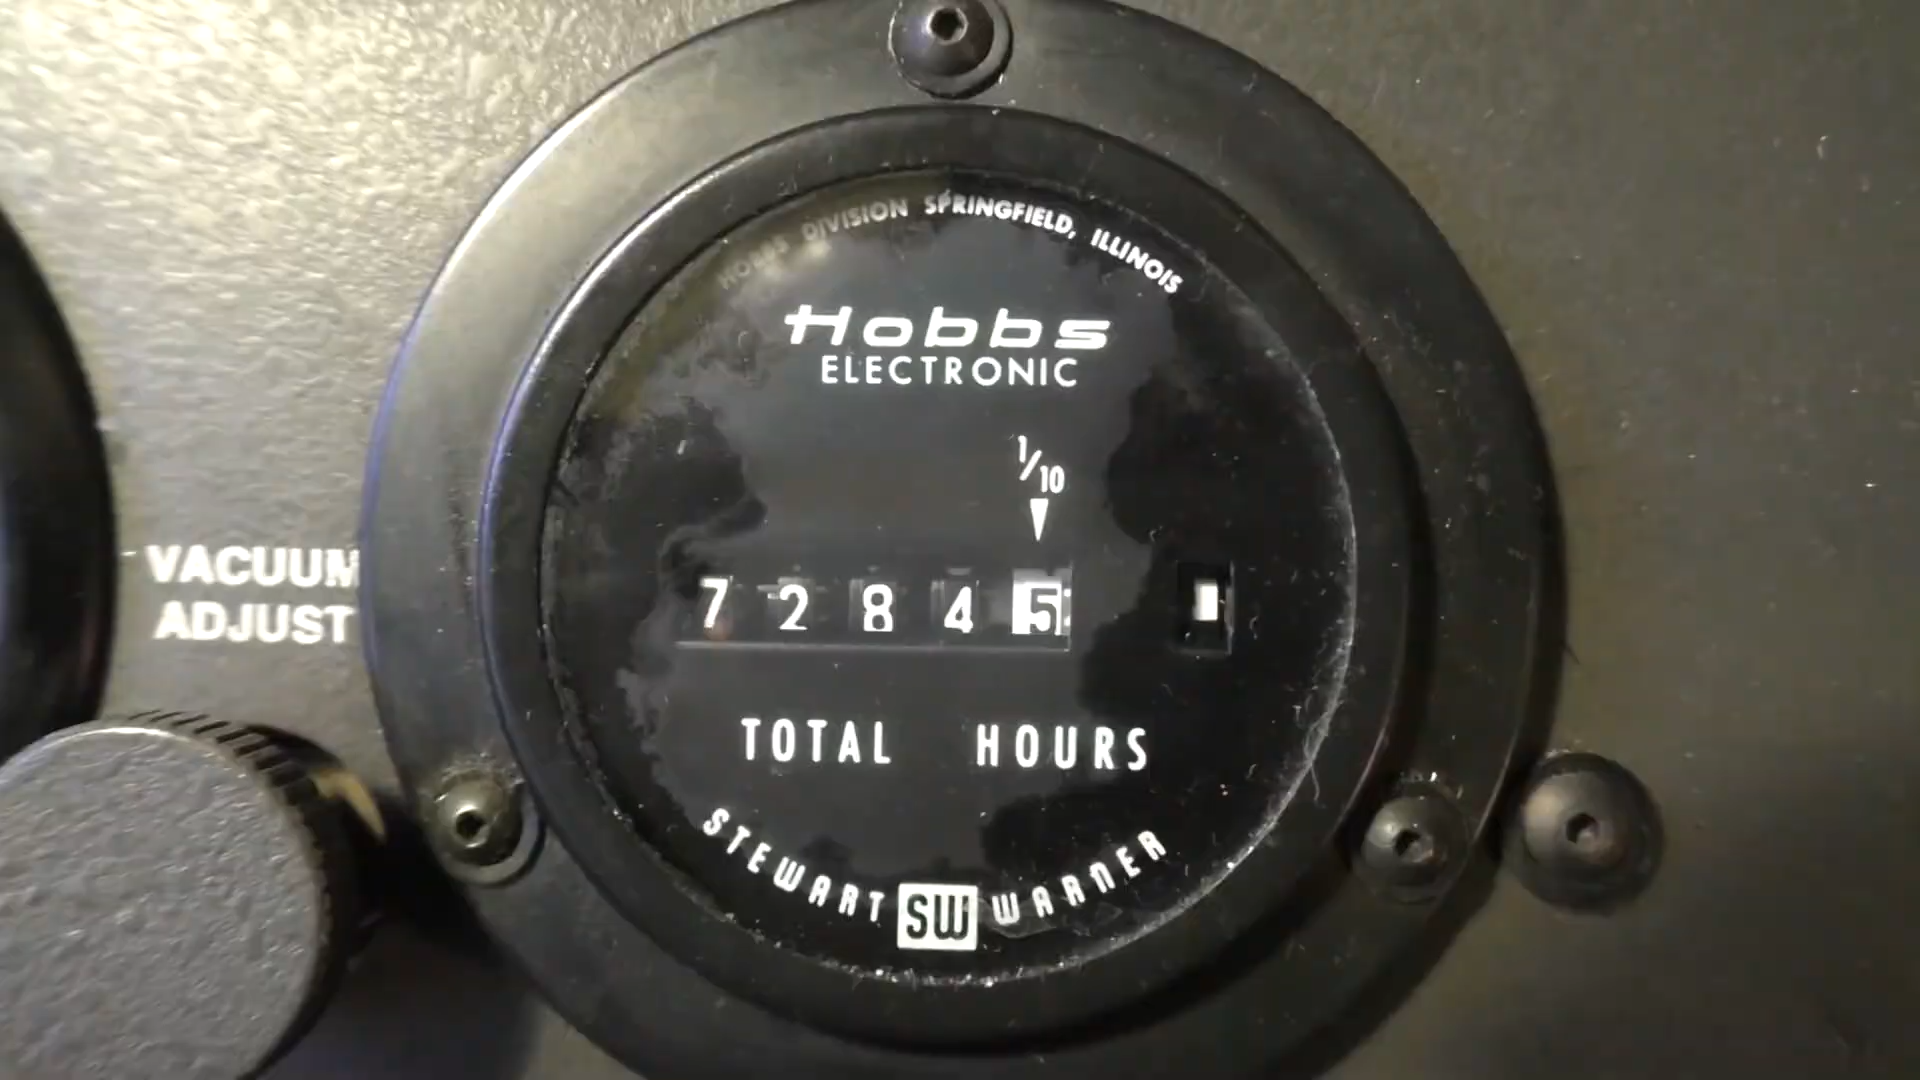 HOBBS DIVISION SPRINGFIELD, ILLINOIS
Hobbs
ELECTRONIC
1/10
VACUUM
ADJUST
7 2 8 4 5
TOTAL HOURS
STEWART SW WARNER